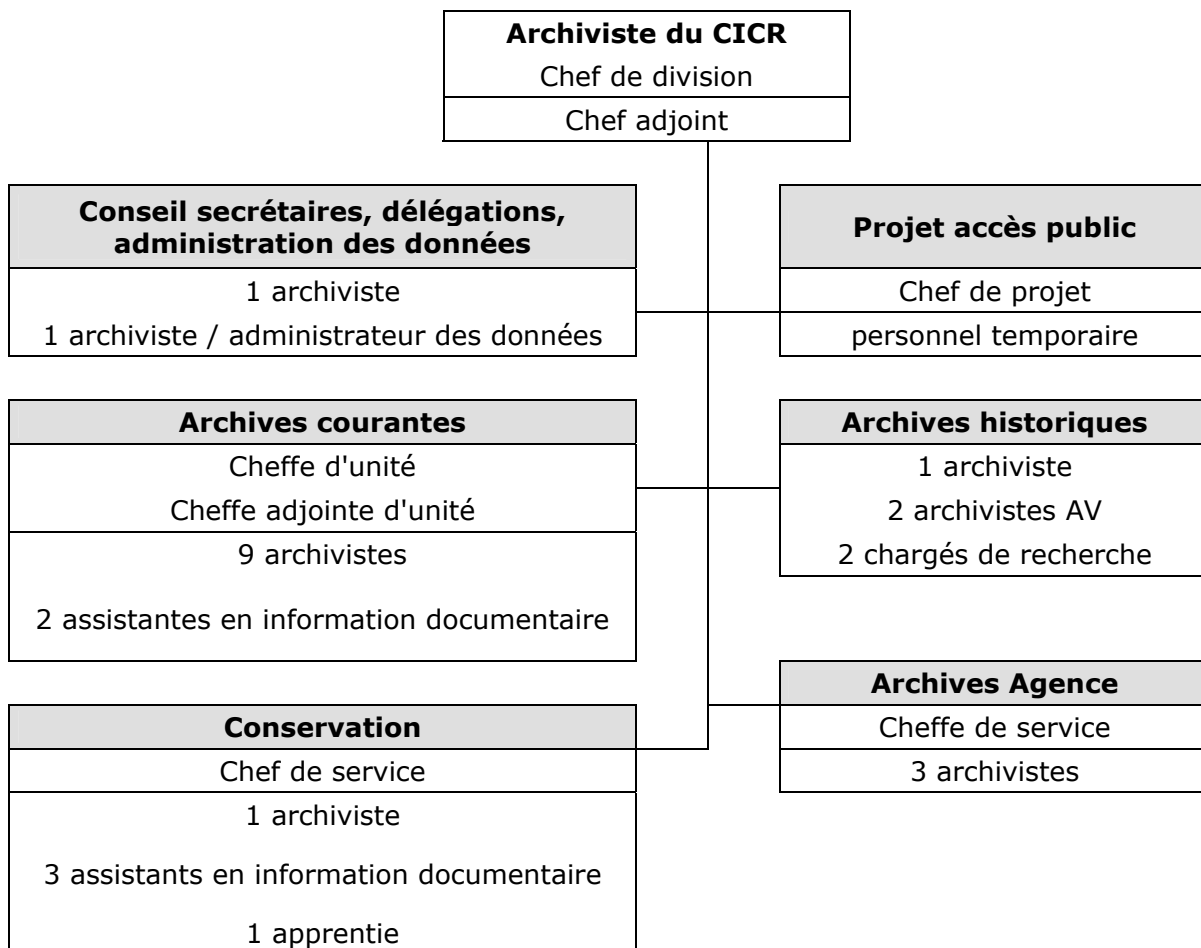 Archiviste du CICR
Chef de division
Chef adjoint
Conseil secrétaires, délégations,
administration des données
1 archiviste
1 archiviste / administrateur des données
Projet accès public
Chef de projet
personnel temporaire
Archives courantes
Cheffe d'unité
Cheffe adjointe d'unité
9 archivistes
2 assistantes en information documentaire
Archives historiques
1 archiviste
2 archivistes AV
2 chargés de recherche
Conservation
Chef de service
1 archiviste
3 assistants en information documentaire
1 apprentie
Archives Agence
Cheffe de service
3 archivistes